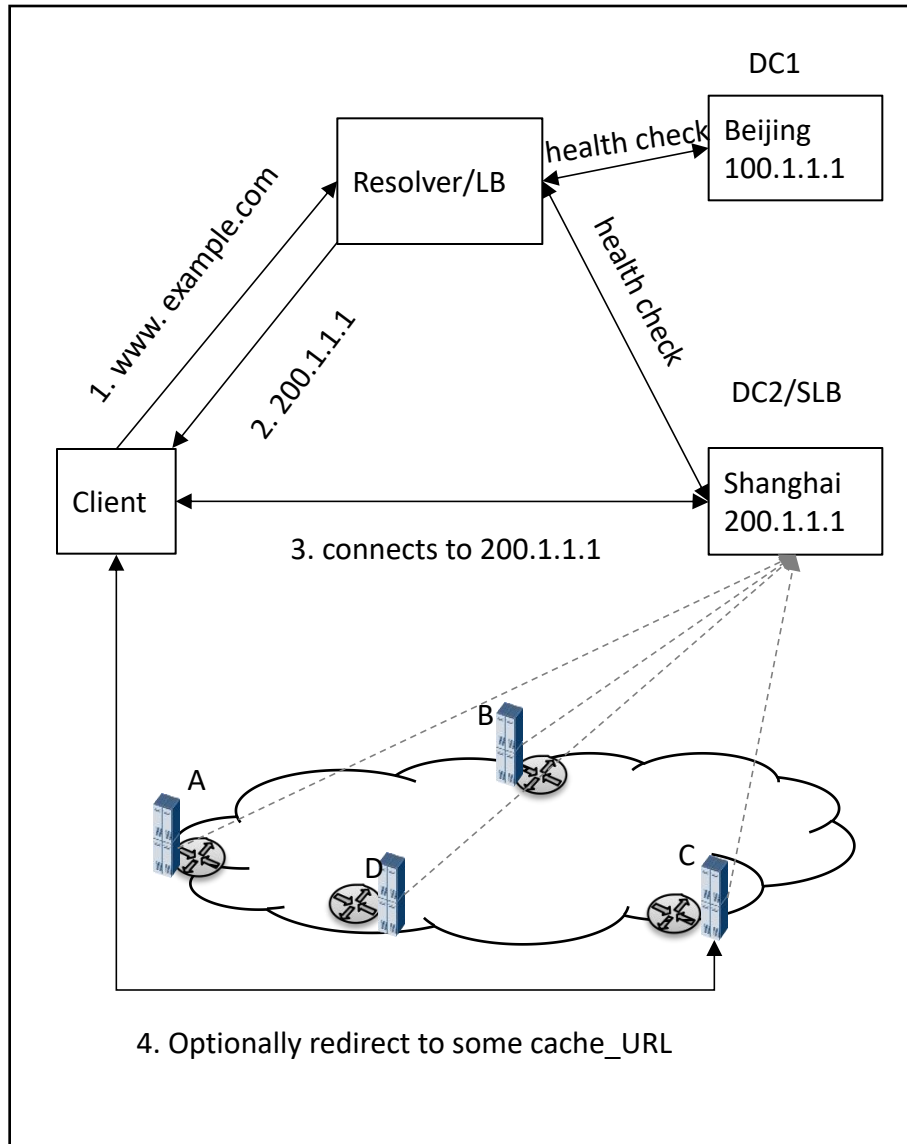 DC1
Beijing
100.1.1.1
health check
Resolver/LB
health check
1. www. example.com
2. 200.1.1.1
DC2/SLB
Client
Shanghai
200.1.1.1
3. connects to 200.1.1.1
B
A
D
C
4. Optionally redirect to some cache_URL